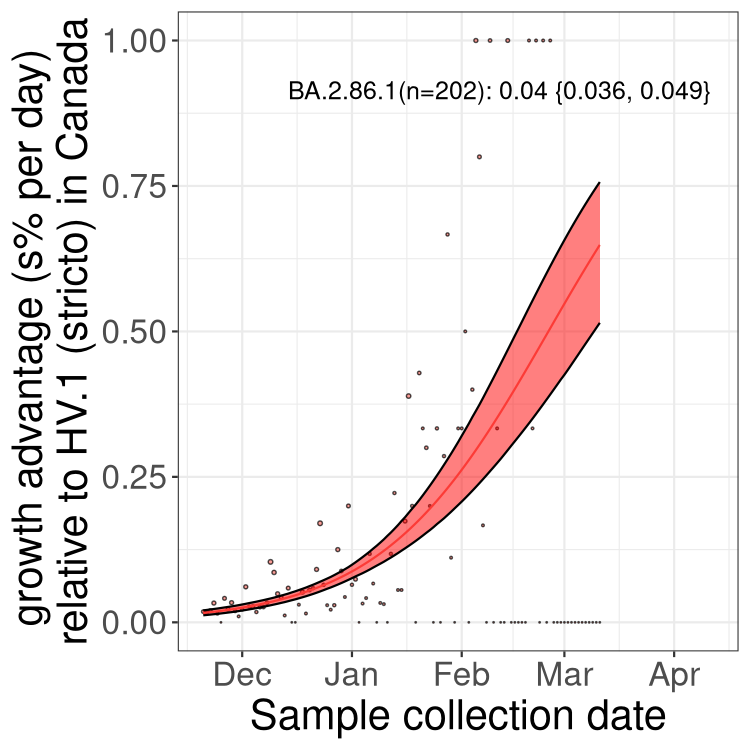 growth advantage (s% per day)
relative to HV.1 (stricto) in Canada
1.00
0.75
0.50
0.25
0.00
BA.2.86.1(n=202): 0.04 {0.036, 0.049}
Dec Jan Feb Mar Apr
Sample collection date